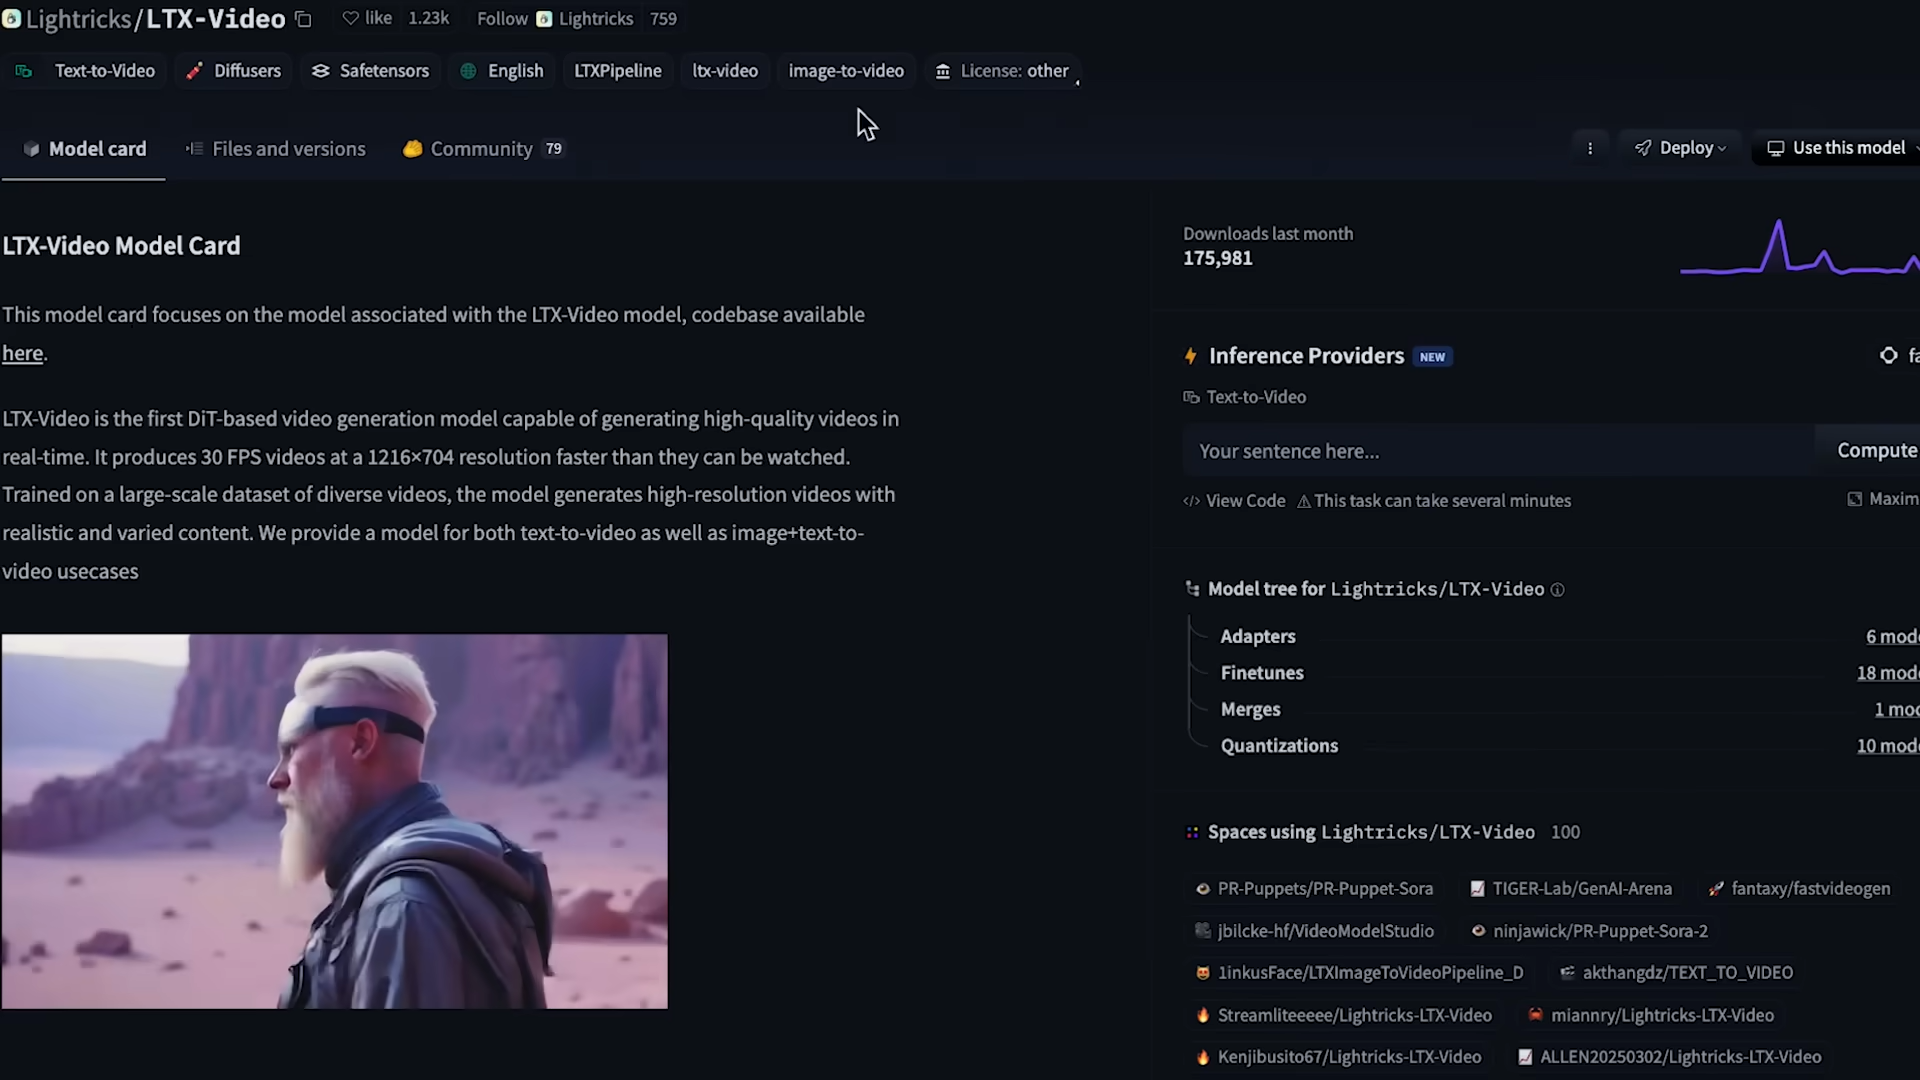 Lightricks/LTX-Video like 1.23k Follow Lightricks 759
Text-to-Video Diffusers Safetensors English LTXPipeline ltx-video image-to-video License: other
Model card Files and versions Community 79 Deploy Use this model
LTX-Video Model Card
This model card focuses on the model associated with the LTX-Video model, codebase available
here.
LTX-Video is the first DiT-based video generation model capable of generating high-quality videos in
real-time. It produces 30 FPS videos at a 1216×704 resolution faster than they can be watched.
Trained on a large-scale dataset of diverse videos, the model generates high-resolution videos with
realistic and varied content. We provide a model for both text-to-video as well as image+text-to-
video usecases
Downloads last month
175,981
Inference Providers NEW fa
Text-to-Video
Your sentence here... Compute
View Code This task can take several minutes Maxim
Model tree for Lightricks/LTX-Video
Adapters 6 mode
Finetunes 18 mode
Merges 1 mod
Quantizations 10 mode
Spaces using Lightricks/LTX-Video 100
PR-Puppets/PR-Puppet-Sora TIGER-Lab/GenAI-Arena fantaxy/fastvideogen
jbilcke-hf/VideoModelStudio ninjawick/PR-Puppet-Sora-2
1inkusFace/LTXImageToVideoPipeline_D akthangdz/TEXT_TO_VIDEO
Streamliteeeee/Lightricks-LTX-Video miannry/Lightricks-LTX-Video
Kenjibusito67/Lightricks-LTX-Video ALLEN20250302/Lightricks-LTX-Video